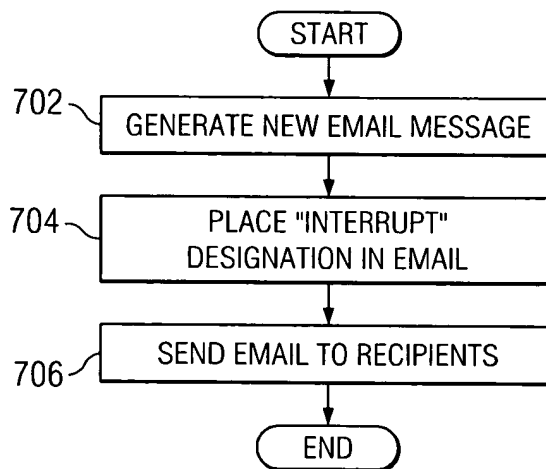 START
702
GENERATE NEW EMAIL MESSAGE
704
PLACE "INTERRUPT"
DESIGNATION IN EMAIL
706
SEND EMAIL TO RECIPIENTS
END